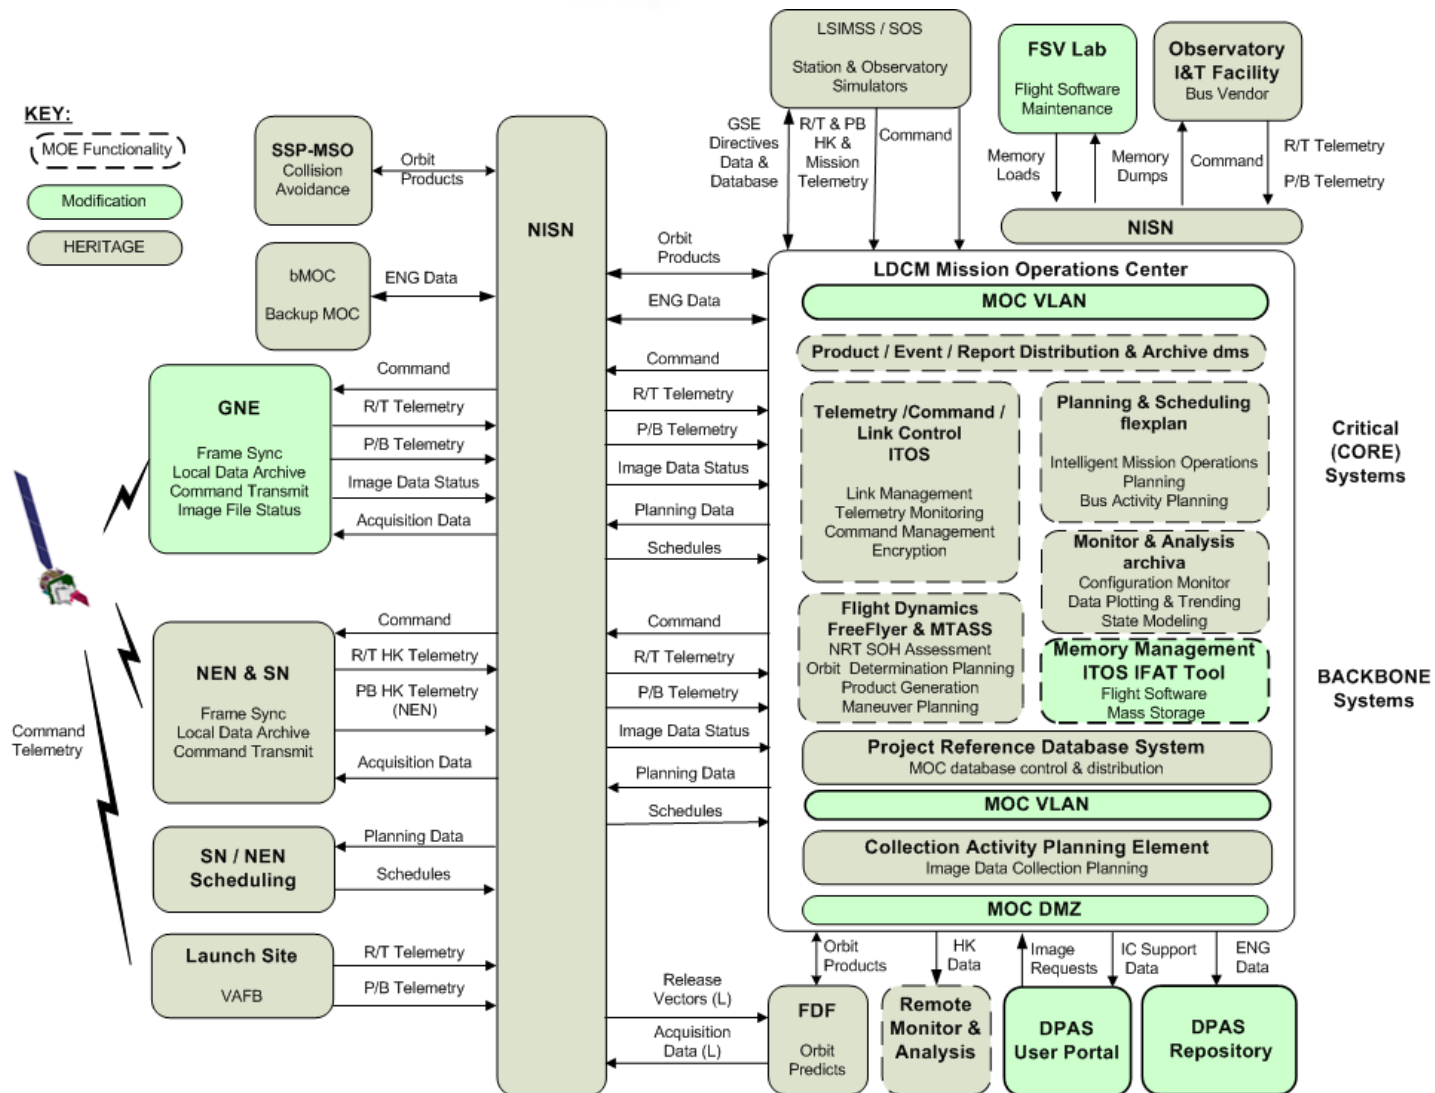 KEY:
MOE Functionality
Modification
HERITAGE
SSP-MSO
Collision
Avoidance
Orbit
Products
bMOC
Backup MOC
ENG Data
GNE
Frame Sync
Local Data Archive
Command Transmit
Image File Status
Command
R/T Telemetry
P/B Telemetry
Image Data Status
Acquisition Data
NEN & SN
Frame Sync
Local Data Archive
Command Transmit
Command
R/T HK Telemetry
PB HK Telemetry
(NEN)
Acquisition Data
Command
Telemetry
SN / NEN
Scheduling
Planning Data
Schedules
Launch Site
VAFB
R/T Telemetry
P/B Telemetry
NISN
Orbit
Products
ENG Data
Command
R/T Telemetry
P/B Telemetry
Image Data Status
Planning Data
Schedules
Command
R/T Telemetry
P/B Telemetry
Image Data Status
Planning Data
Schedules
Release
Vectors (L)
Acquisition
Data (L)
LSIMSS / SOS
Station & Observatory
Simulators
GSE
Directives
Data &
Database
R/T & PB
HK &
Mission
Telemetry
Command
FSV Lab
Flight Software
Maintenance
Observatory
I&T Facility
Bus Vendor
Memory
Loads
Memory
Dumps
Command
R/T Telemetry
P/B Telemetry
NISN
LDCM Mission Operations Center
MOC VLAN
Product / Event / Report Distribution & Archive dms
Telemetry /Command /
Link Control
ITOS
Link Management
Telemetry Monitoring
Command Management
Encryption
Planning & Scheduling
flexplan
Intelligent Mission Operations
Planning
Bus Activity Planning
Monitor & Analysis
archiva
Configuration Monitor
Data Plotting & Trending
State Modeling
Flight Dynamics
FreeFlyer & MTASS
NRT SOH Assessment
Orbit Determination Planning
Product Generation
Maneuver Planning
Memory Management
ITOS IFAT Tool
Flight Software
Mass Storage
Project Reference Database System
MOC database control & distribution
MOC VLAN
Collection Activity Planning Element
Image Data Collection Planning
MOC DMZ
Critical
(CORE)
Systems
BACKBONE
Systems
Orbit
Products
HK
Data
Image
Requests
IC Support
Data
ENG
Data
FDF
Orbit
Predicts
Remote
Monitor &
Analysis
DPAS
User Portal
DPAS
Repository